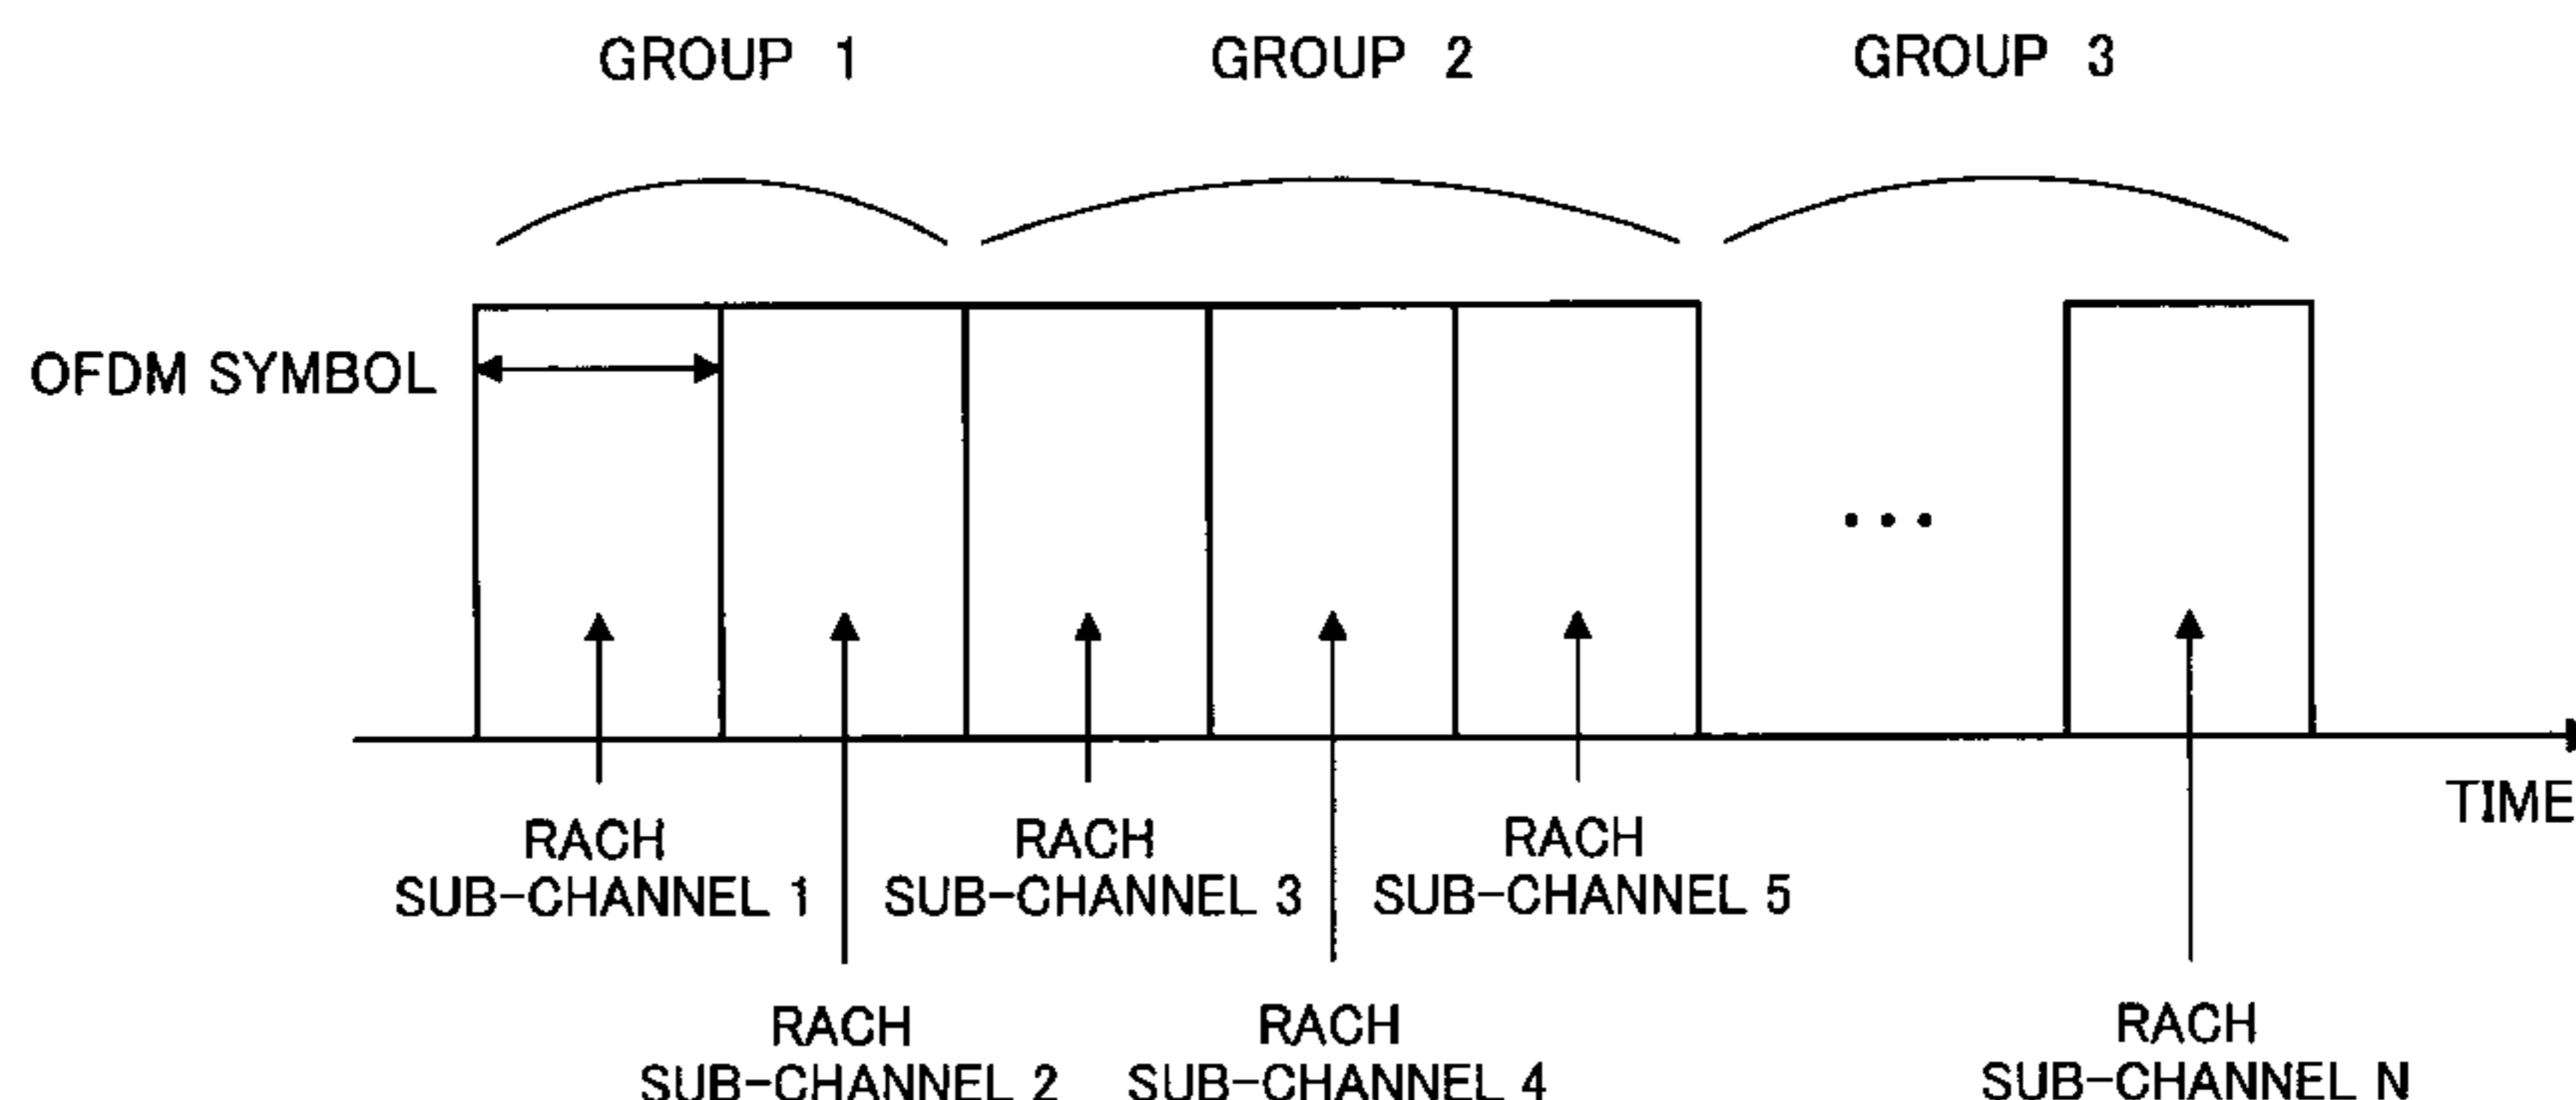 GROUP 1
GROUP 2
GROUP 3
OFDM SYMBOL
...
TIME
RACH
SUB-CHANNEL 1
RACH
SUB-CHANNEL 3
RACH
SUB-CHANNEL 5
RACH
SUB-CHANNEL 2
RACH
SUB-CHANNEL 4
RACH
SUB-CHANNEL N